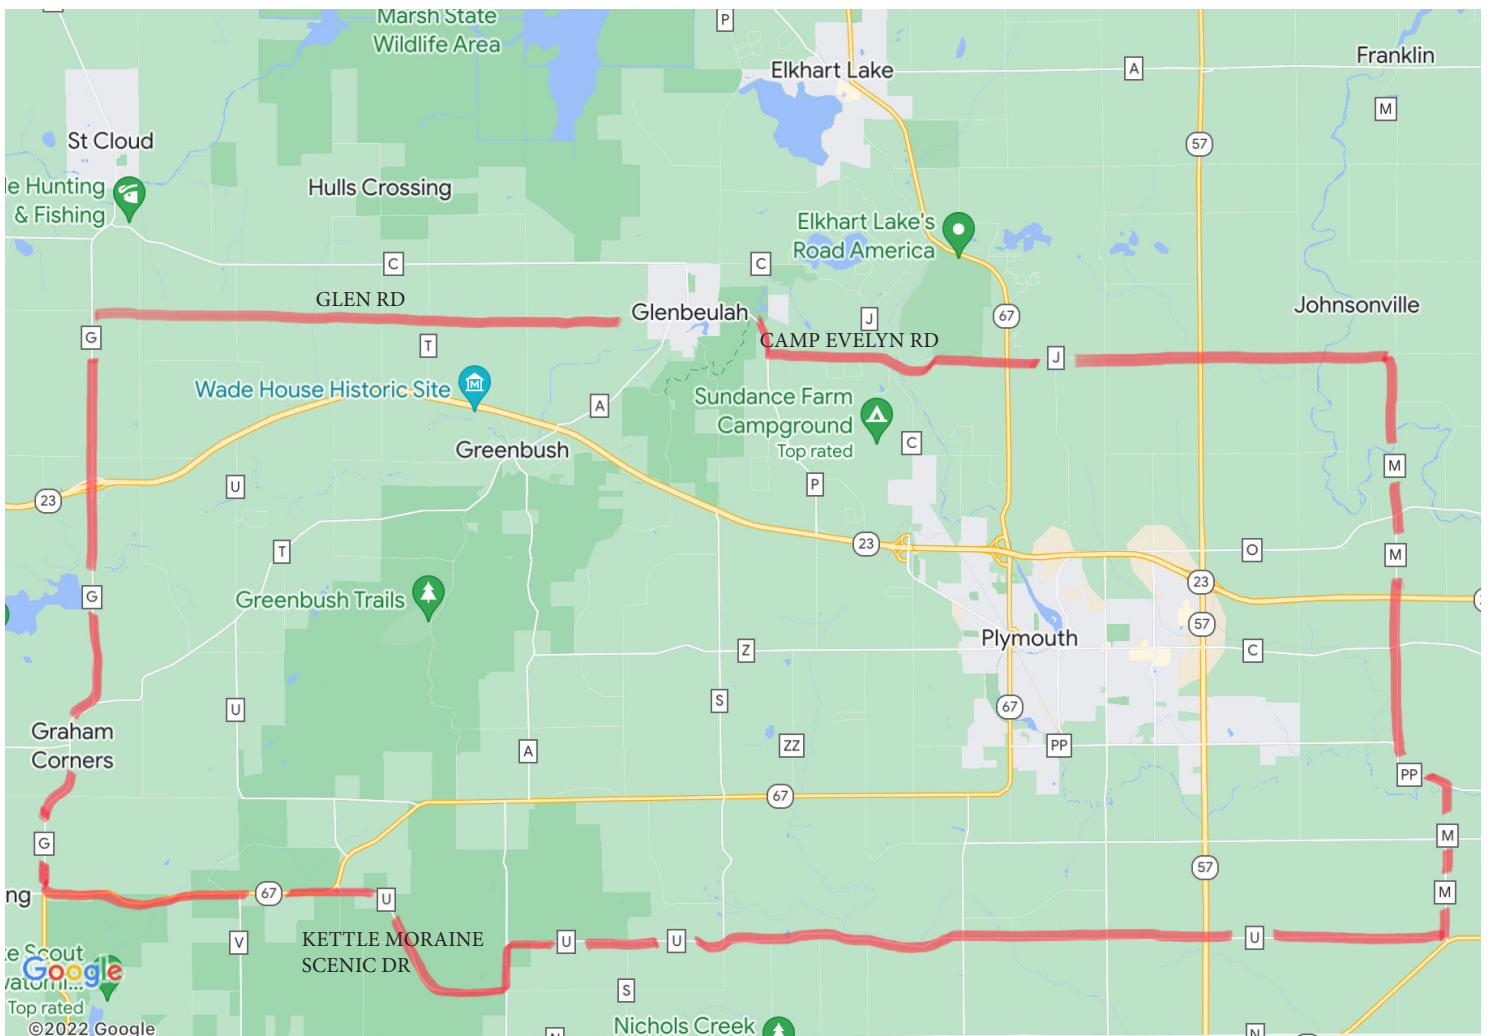 Marsh State
Wildlife Area
P
Elkhart Lake
A
Franklin
M
57
St Cloud
Hulls Crossing
le Hunting
& Fishing
Elkhart Lake's
Road America
C
C
GLEN RD
Glenbeulah
J
67
Johnsonville
G
T
CAMP EVELYN RD
J
Wade House Historic Site
Sundance Farm
Campground
Top rated
A
C
Greenbush
M
23
U
P
T
23
O
M
Greenbush Trails
G
23
57
Plymouth
Z
C
U
S
67
Graham
Corners
A
ZZ
PP
PP
67
G
M
67
U
57
M
ng
V
KETTLE MORAINE
SCENIC DR
U
U
U
te Scout
Google
Top rated
S
©2022 Google
Nichols Creek